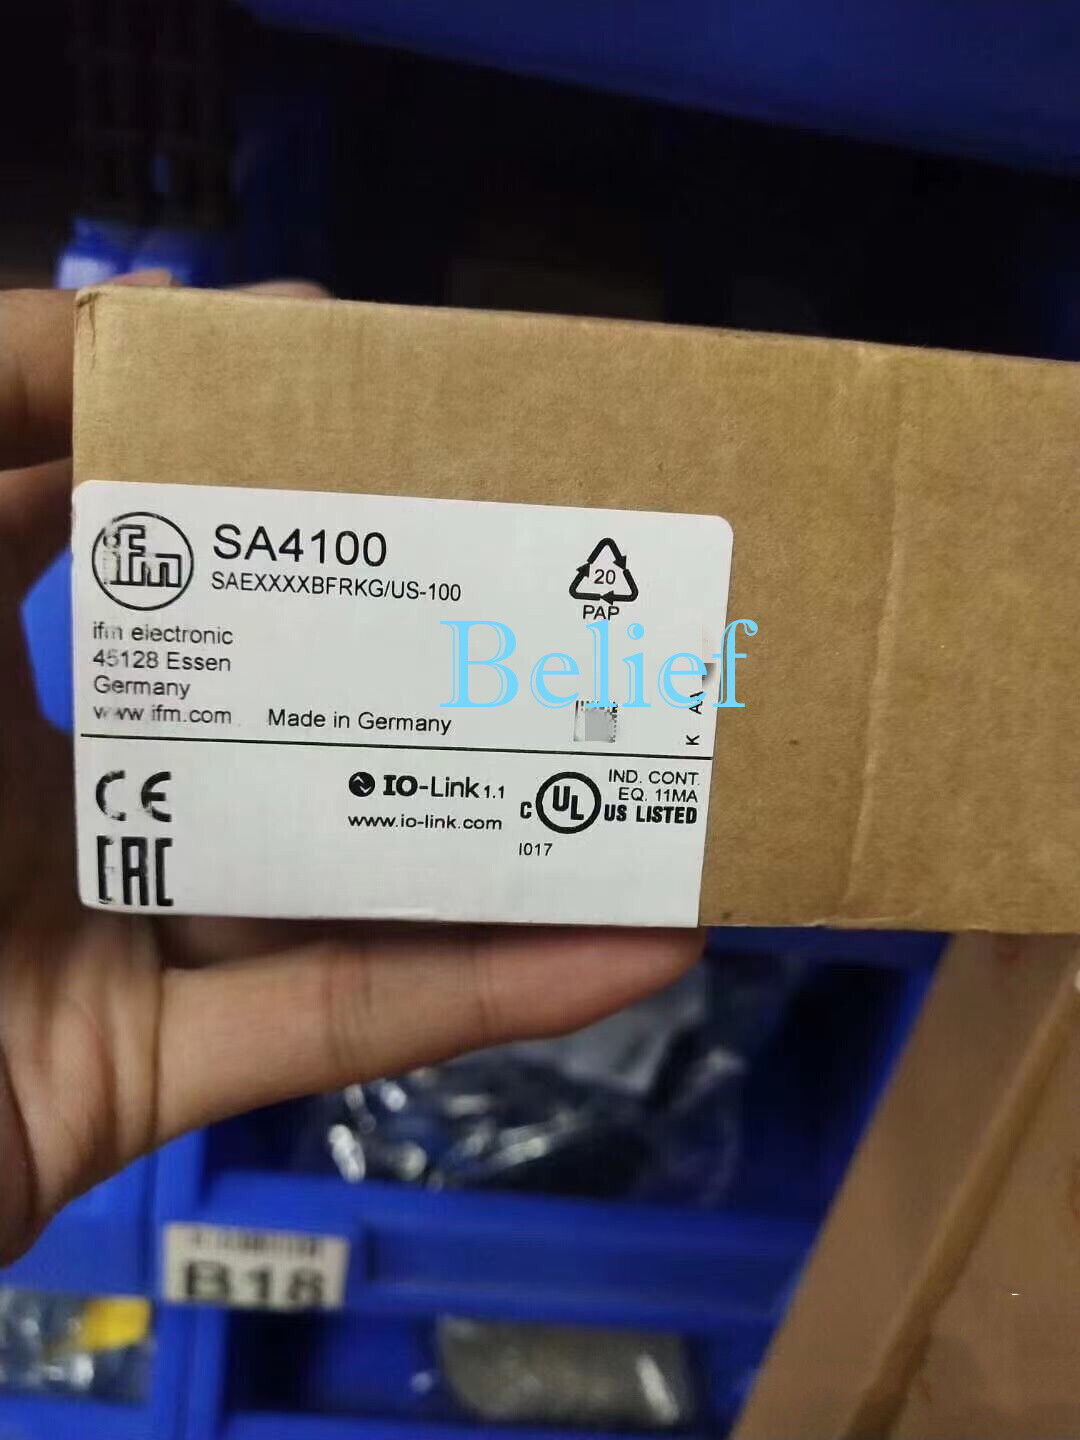 ifm
SA4100
SAEXXXXBFRKG/US-100
20
PAP
ifm electronic
45128 Essen
Germany
www.ifm.com
Made in Germany
Belief
K
CE
IO-Link 1.1
www.io-link.com
C UL US LISTED
IND. CONT.
EQ. 11MA
I017
EAC
B18